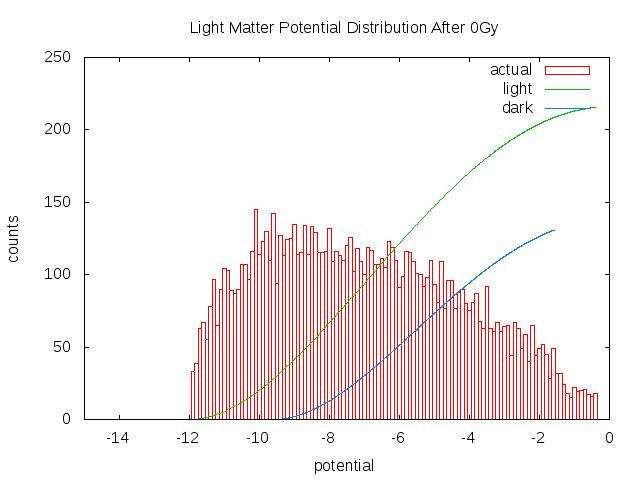 Light Matter Potential Distribution After 0Gy
250
200
150
100
50
0
counts
actual
light
dark
-14 -12 -10 -8 -6 -4 -2 0
potential